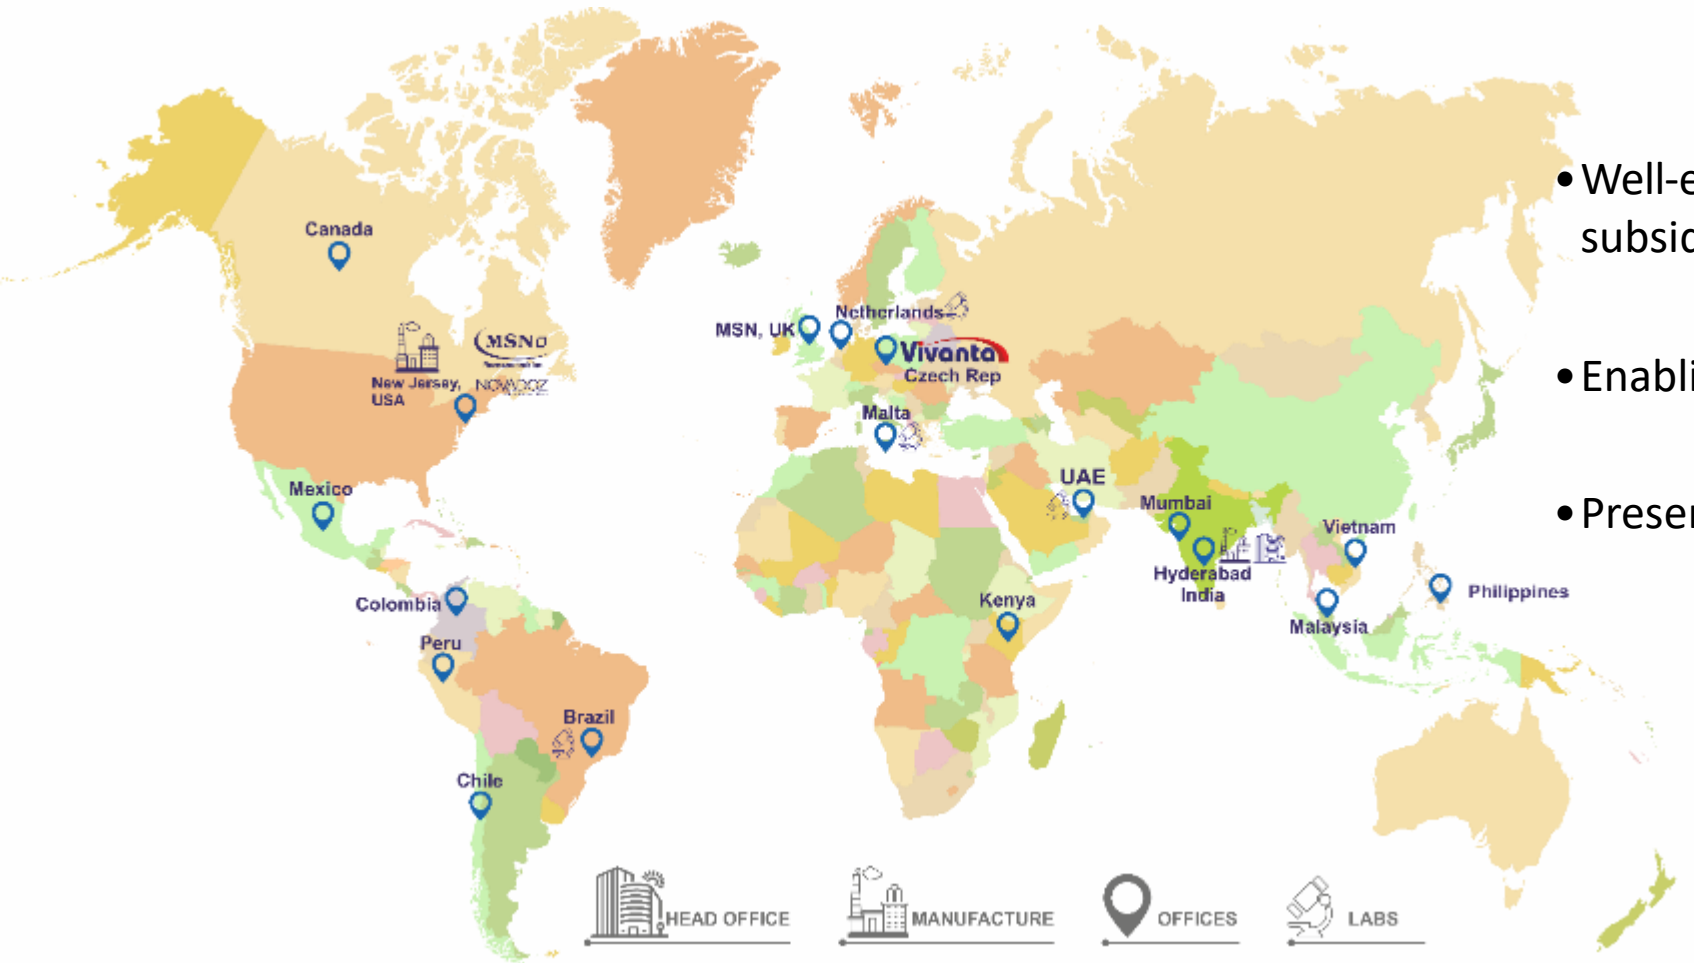 Canada
MSN
New Jersey,
USA
NOVADOZ
Mexico
Colombia
Peru
Brazil
Chile
MSN, UK
Netherlands
Vivanta
Czech Rep
Malta
UAE
Mumbai
Hyderabad
India
Kenya
Vietnam
Malaysia
Philippines
•Well-e
subsid
•Enabli
•Preser
HEAD OFFICE
MANUFACTURE
OFFICES
LABS